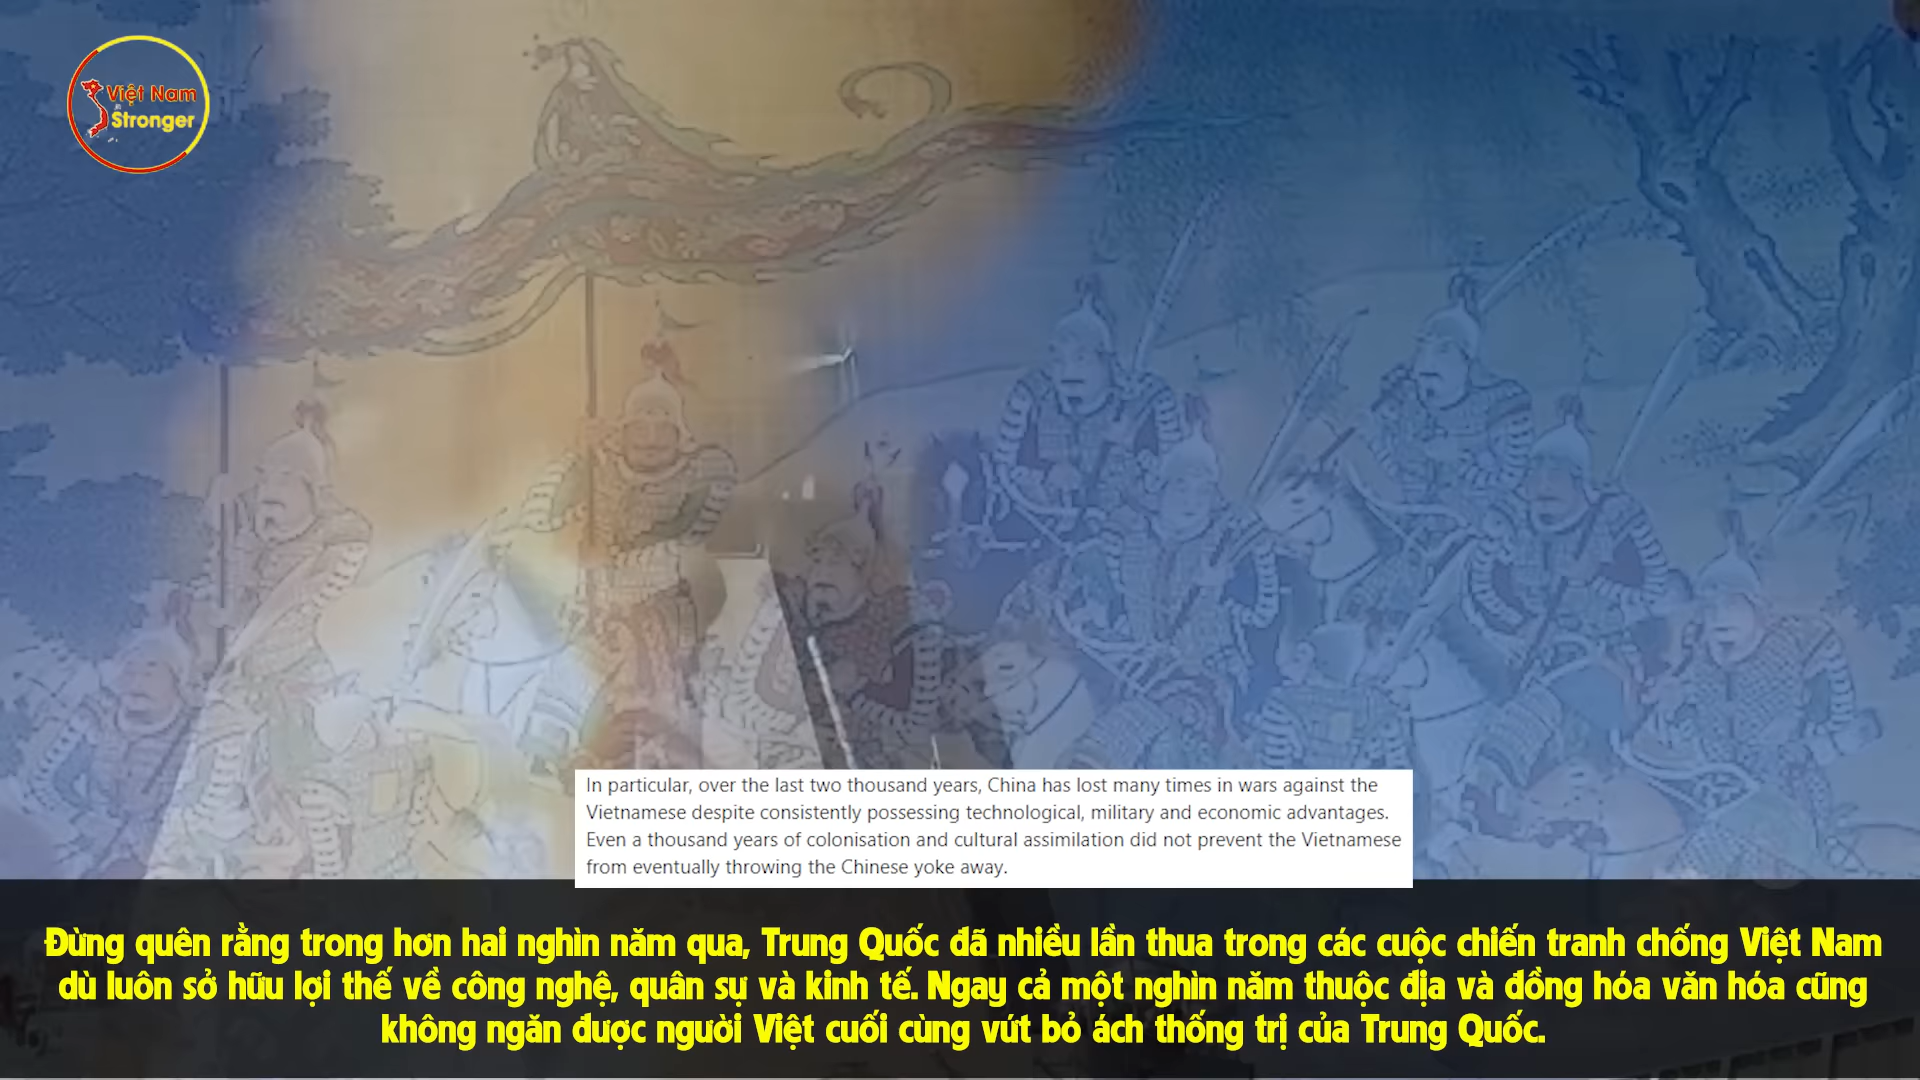 Việt Nam
Stronger
In particular, over the last two thousand years, China has lost many times in wars against the
Vietnamese despite consistently possessing technological, military and economic advantages.
Even a thousand years of colonisation and cultural assimilation did not prevent the Vietnamese
from eventually throwing the Chinese yoke away.
Đừng quên rằng trong hơn hai nghìn năm qua, Trung Quốc đã nhiều lần thua trong các cuộc chiến tranh chống Việt Nam
dù luôn sở hữu lợi thế về công nghệ, quân sự và kinh tế. Ngay cả một nghìn năm thuộc địa và đồng hóa văn hóa cũng
không ngăn được người Việt cuối cùng vứt bỏ ách thống trị của Trung Quốc.